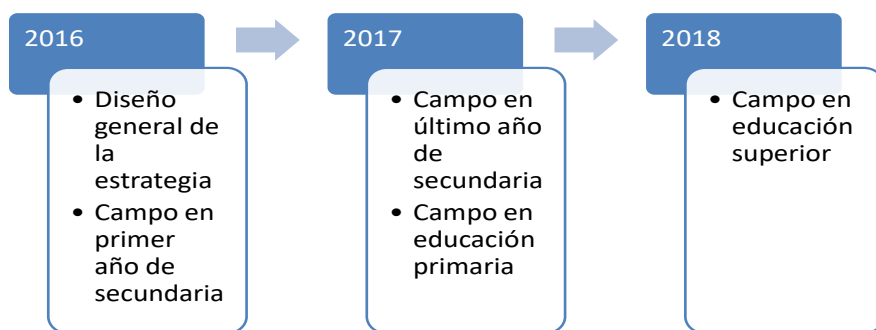 2016
• Diseño
general de
la
estrategia
• Campo en
primer
año de
secundaria
2017
• Campo en
último año
de
secundaria
• Campo en
educación
primaria
2018
• Campo en
educación
superior